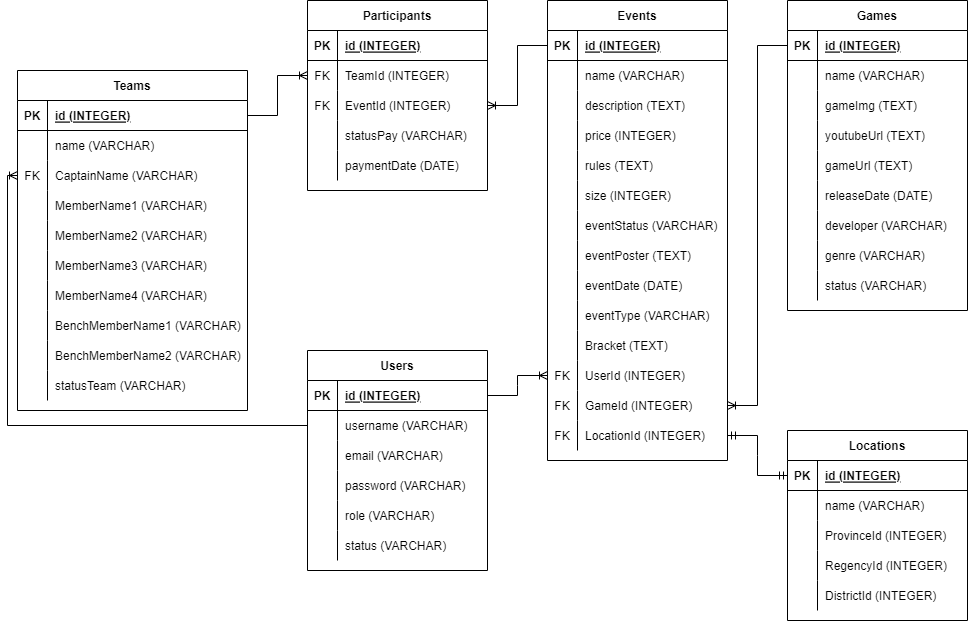 Teams
PK id (INTEGER)
name (VARCHAR)
FK CaptainName (VARCHAR)
MemberName1 (VARCHAR)
MemberName2 (VARCHAR)
MemberName3 (VARCHAR)
MemberName4 (VARCHAR)
BenchMemberName1 (VARCHAR)
BenchMemberName2 (VARCHAR)
statusTeam (VARCHAR)
Participants
PK id (INTEGER)
FK TeamId (INTEGER)
FK EventId (INTEGER)
statusPay (VARCHAR)
paymentDate (DATE)
Users
PK id (INTEGER)
username (VARCHAR)
email (VARCHAR)
password (VARCHAR)
role (VARCHAR)
status (VARCHAR)
Events
PK id (INTEGER)
name (VARCHAR)
description (TEXT)
price (INTEGER)
rules (TEXT)
size (INTEGER)
eventStatus (VARCHAR)
eventPoster (TEXT)
eventDate (DATE)
eventType (VARCHAR)
Bracket (TEXT)
FK UserId (INTEGER)
FK GameId (INTEGER)
FK LocationId (INTEGER)
Games
PK id (INTEGER)
name (VARCHAR)
gameImg (TEXT)
youtubeUrl (TEXT)
gameUrl (TEXT)
releaseDate (DATE)
developer (VARCHAR)
genre (VARCHAR)
status (VARCHAR)
Locations
PK id (INTEGER)
name (VARCHAR)
ProvinceId (INTEGER)
RegencyId (INTEGER)
DistrictId (INTEGER)